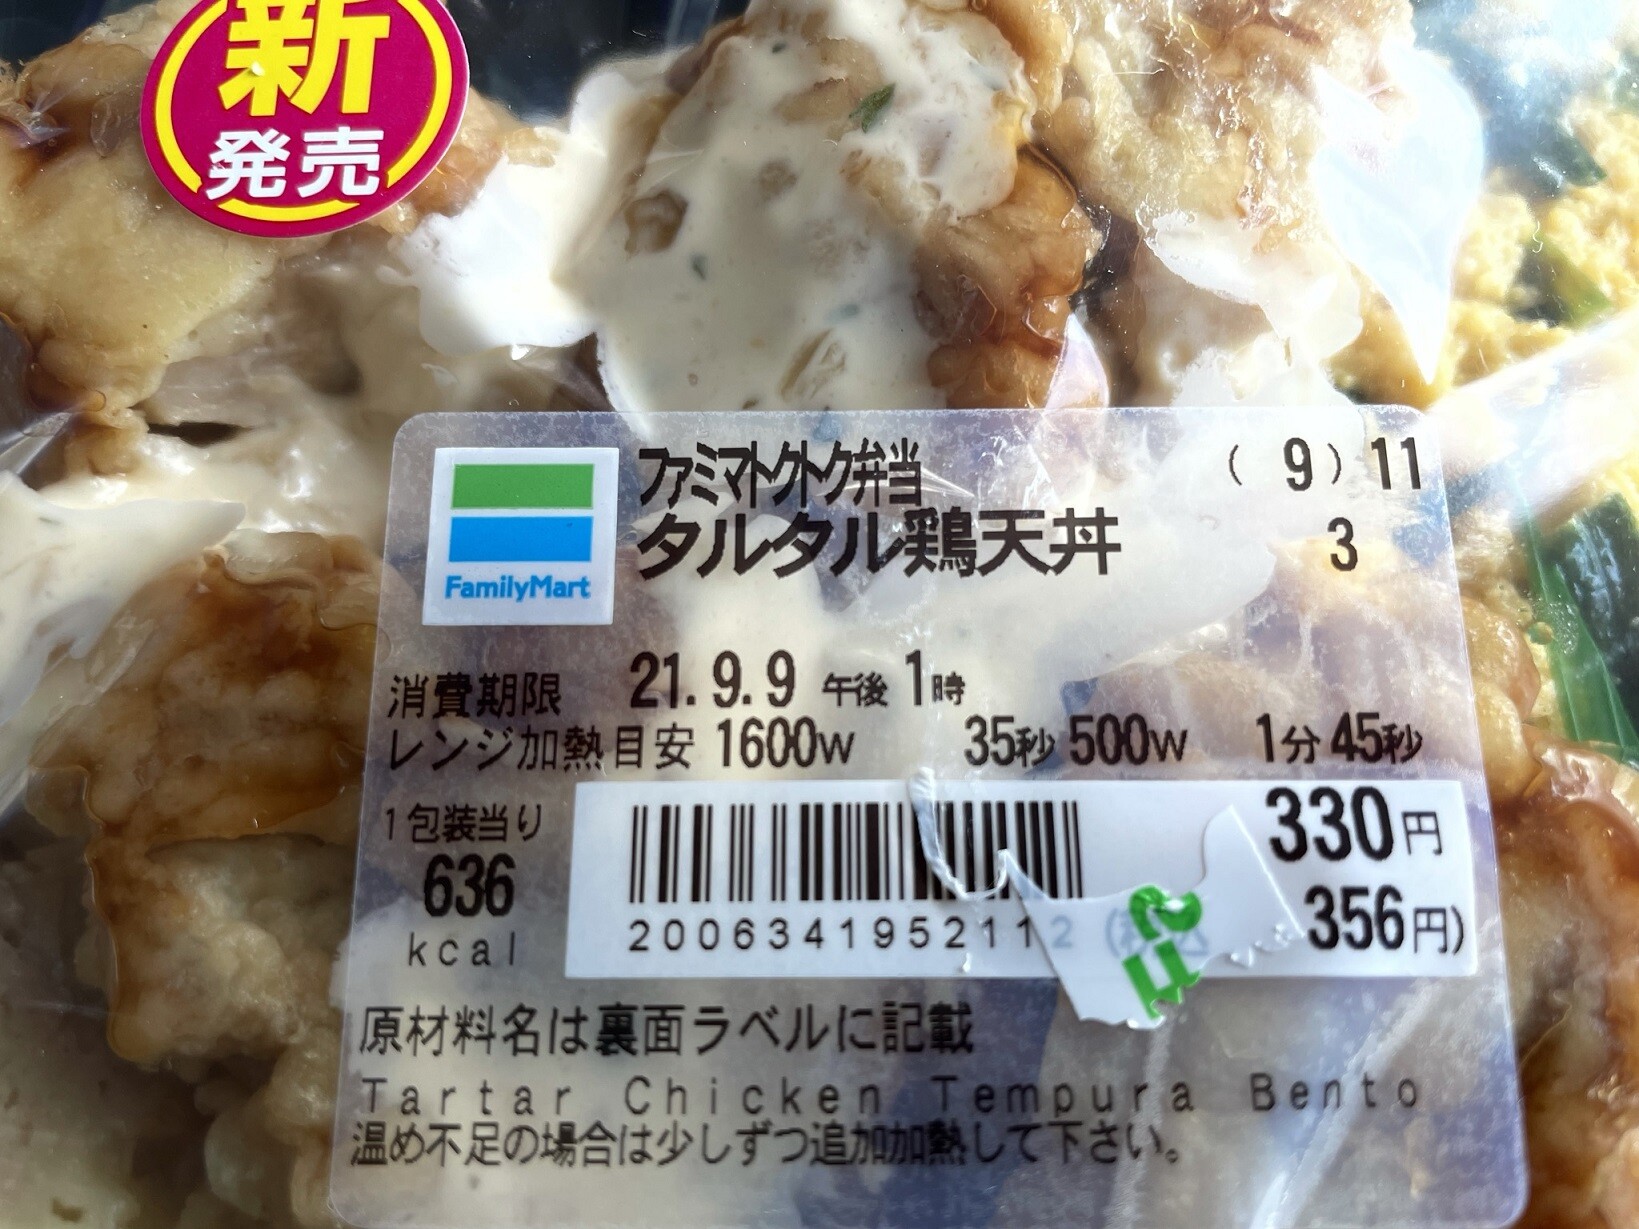 新
発売
FamilyMart
ファミマトクトク弁当
タルタル鶏天丼
(9) 11
3
消費期限 21.9.9 午後1時
レンジ加熱目安 1600W 35秒 500W 1分45秒
1包装当り
636
kcal
330円
356円)
2006341952112
原材料名は裏面ラベルに記載
Tartar Chicken Tempura Bento
温め不足の場合は少しずつ追加加熱して下さい。